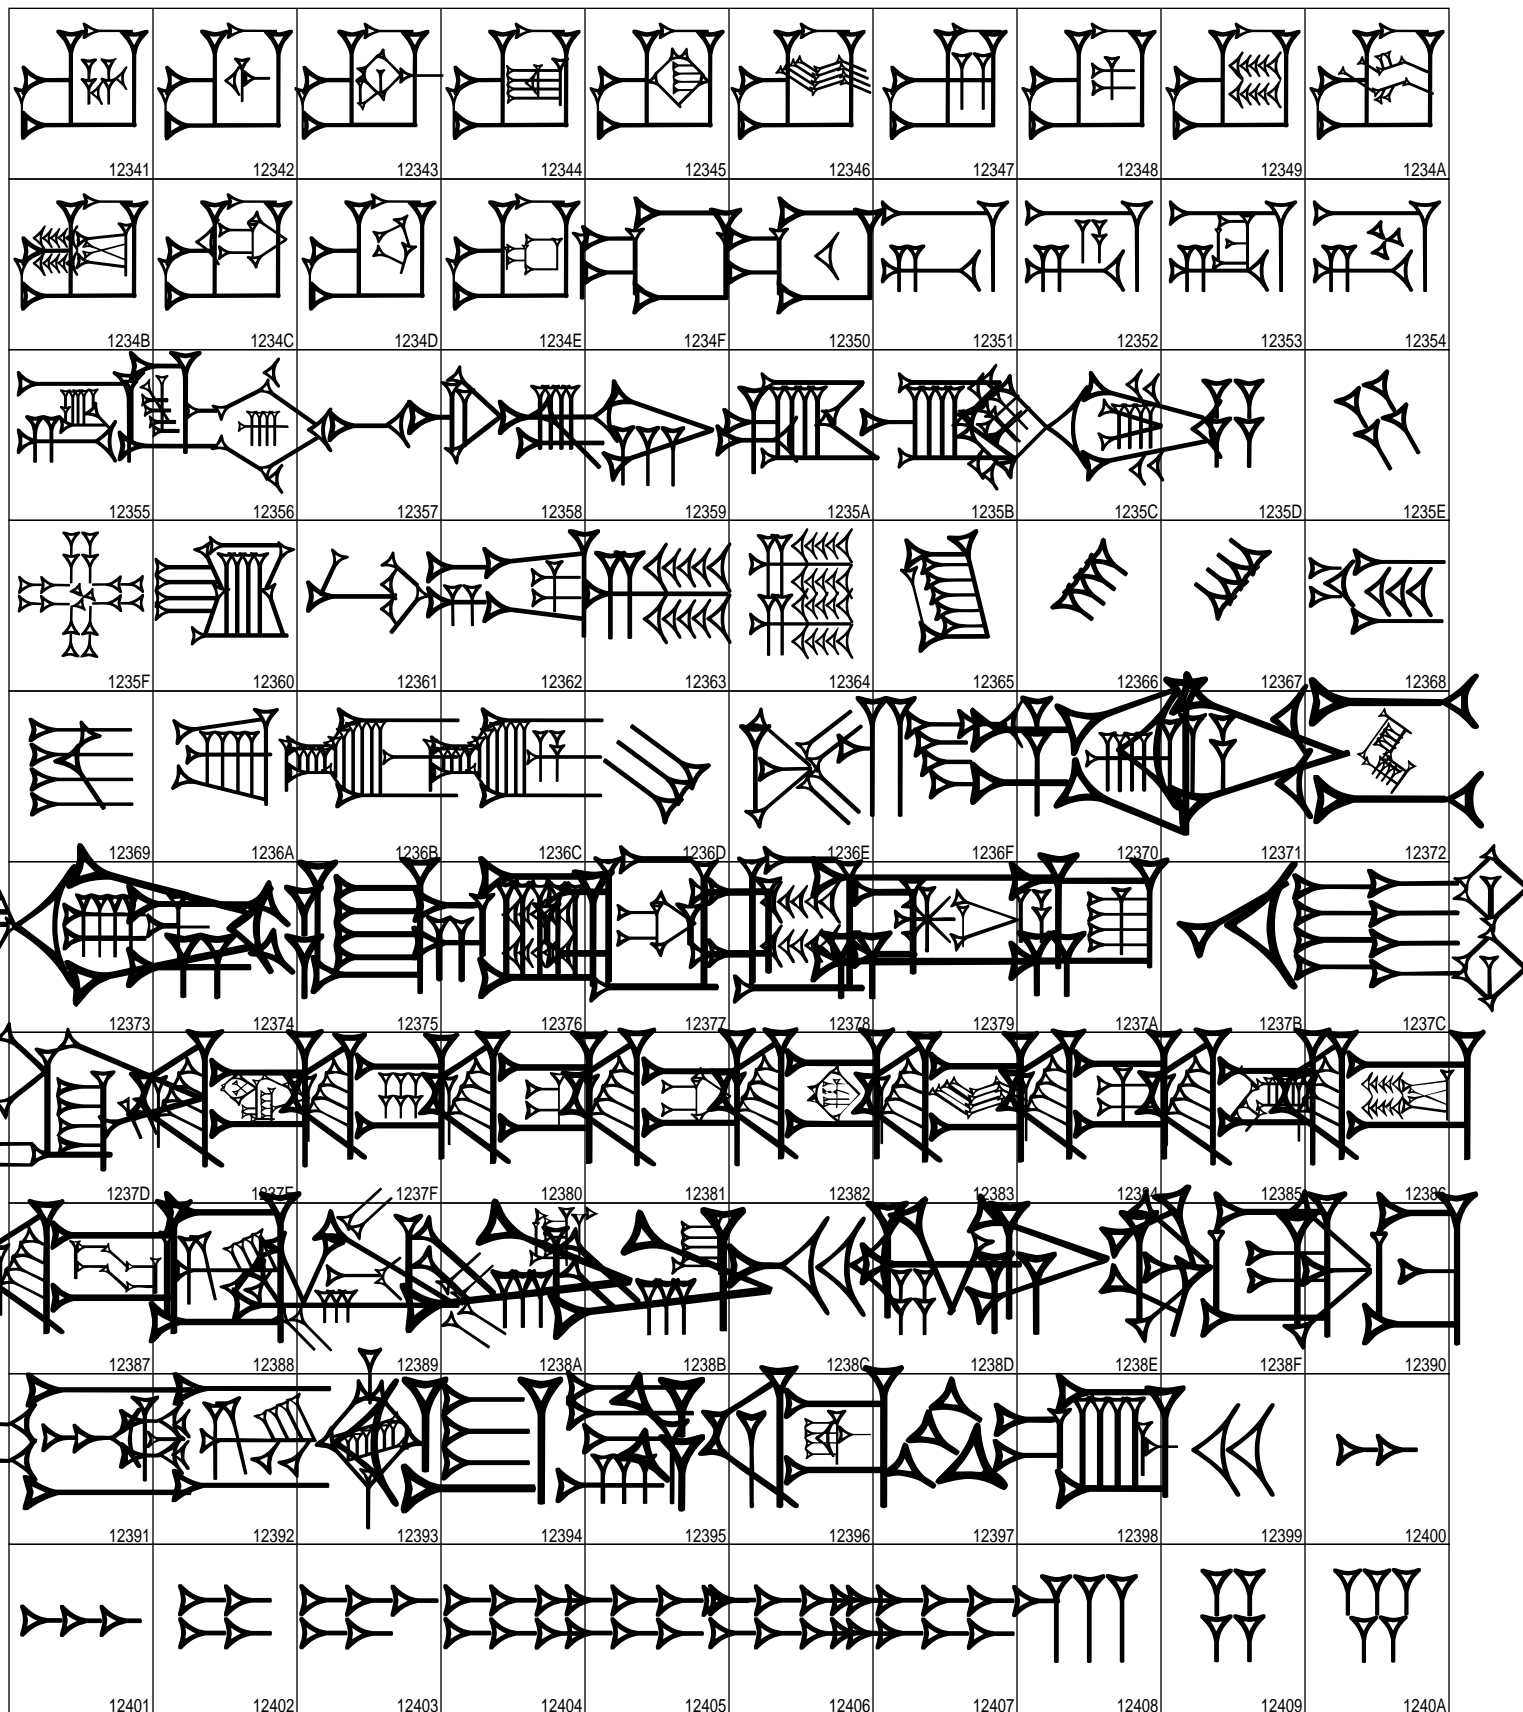 𒍁 𒍂 𒍃 𒍄 𒍅 𒍆 𒍇 𒍈 𒍉 𒍊
12341 12342 12343 12344 12345 12346 12347 12348 12349 1234A
𒍋 𒍌 𒍍 𒍎 𒍏 𒍐 𒍑 𒍒 𒍓 𒍔
1234B 1234C 1234D 1234E 1234F 12350 12351 12352 12353 12354
𒍕 𒍖 𒍗 𒍘 𒍙 𒍚 𒍛 𒍜 𒍝 𒍞
12355 12356 12357 12358 12359 1235A 1235B 1235C 1235D 1235E
𒍟 𒍠 𒍡 𒍢 𒍣 𒍤 𒍥 𒍦 𒍧 𒍨
1235F 12360 12361 12362 12363 12364 12365 12366 12367 12368
𒍩 𒍪 𒍫 𒍬 𒍭 𒍮 𒍯 𒍰 𒍱 𒍲
12369 1236A 1236B 1236C 1236D 1236E 1236F 12370 12371 12372
𒍳 𒍴 𒍵 𒍶 𒍷 𒍸 𒍹 𒍺 𒍻 𒍼
12373 12374 12375 12376 12377 12378 12379 1237A 1237B 1237C
𒍽 𒍾 𒍿 𒎀 𒎁 𒎂 𒎃 𒎄 𒎅 𒎆
1237D 1237E 1237F 12380 12381 12382 12383 12384 12385 12386
𒎇 𒎈 𒎉 𒎊 𒎋 𒎌 𒎍 𒎎 𒎏 𒎐
12387 12388 12389 1238A 1238B 1238C 1238D 1238E 1238F 12390
𒎑 𒎒 𒎓 𒎔 𒎕 𒎖 𒎗 𒎘 𒎙 𒐀
12391 12392 12393 12394 12395 12396 12397 12398 12399 12400
𒐁 𒐂 𒐃 𒐄 𒐅 𒐆 𒐇 𒐈 𒐉 𒐊
12401 12402 12403 12404 12405 12406 12407 12408 12409 1240A